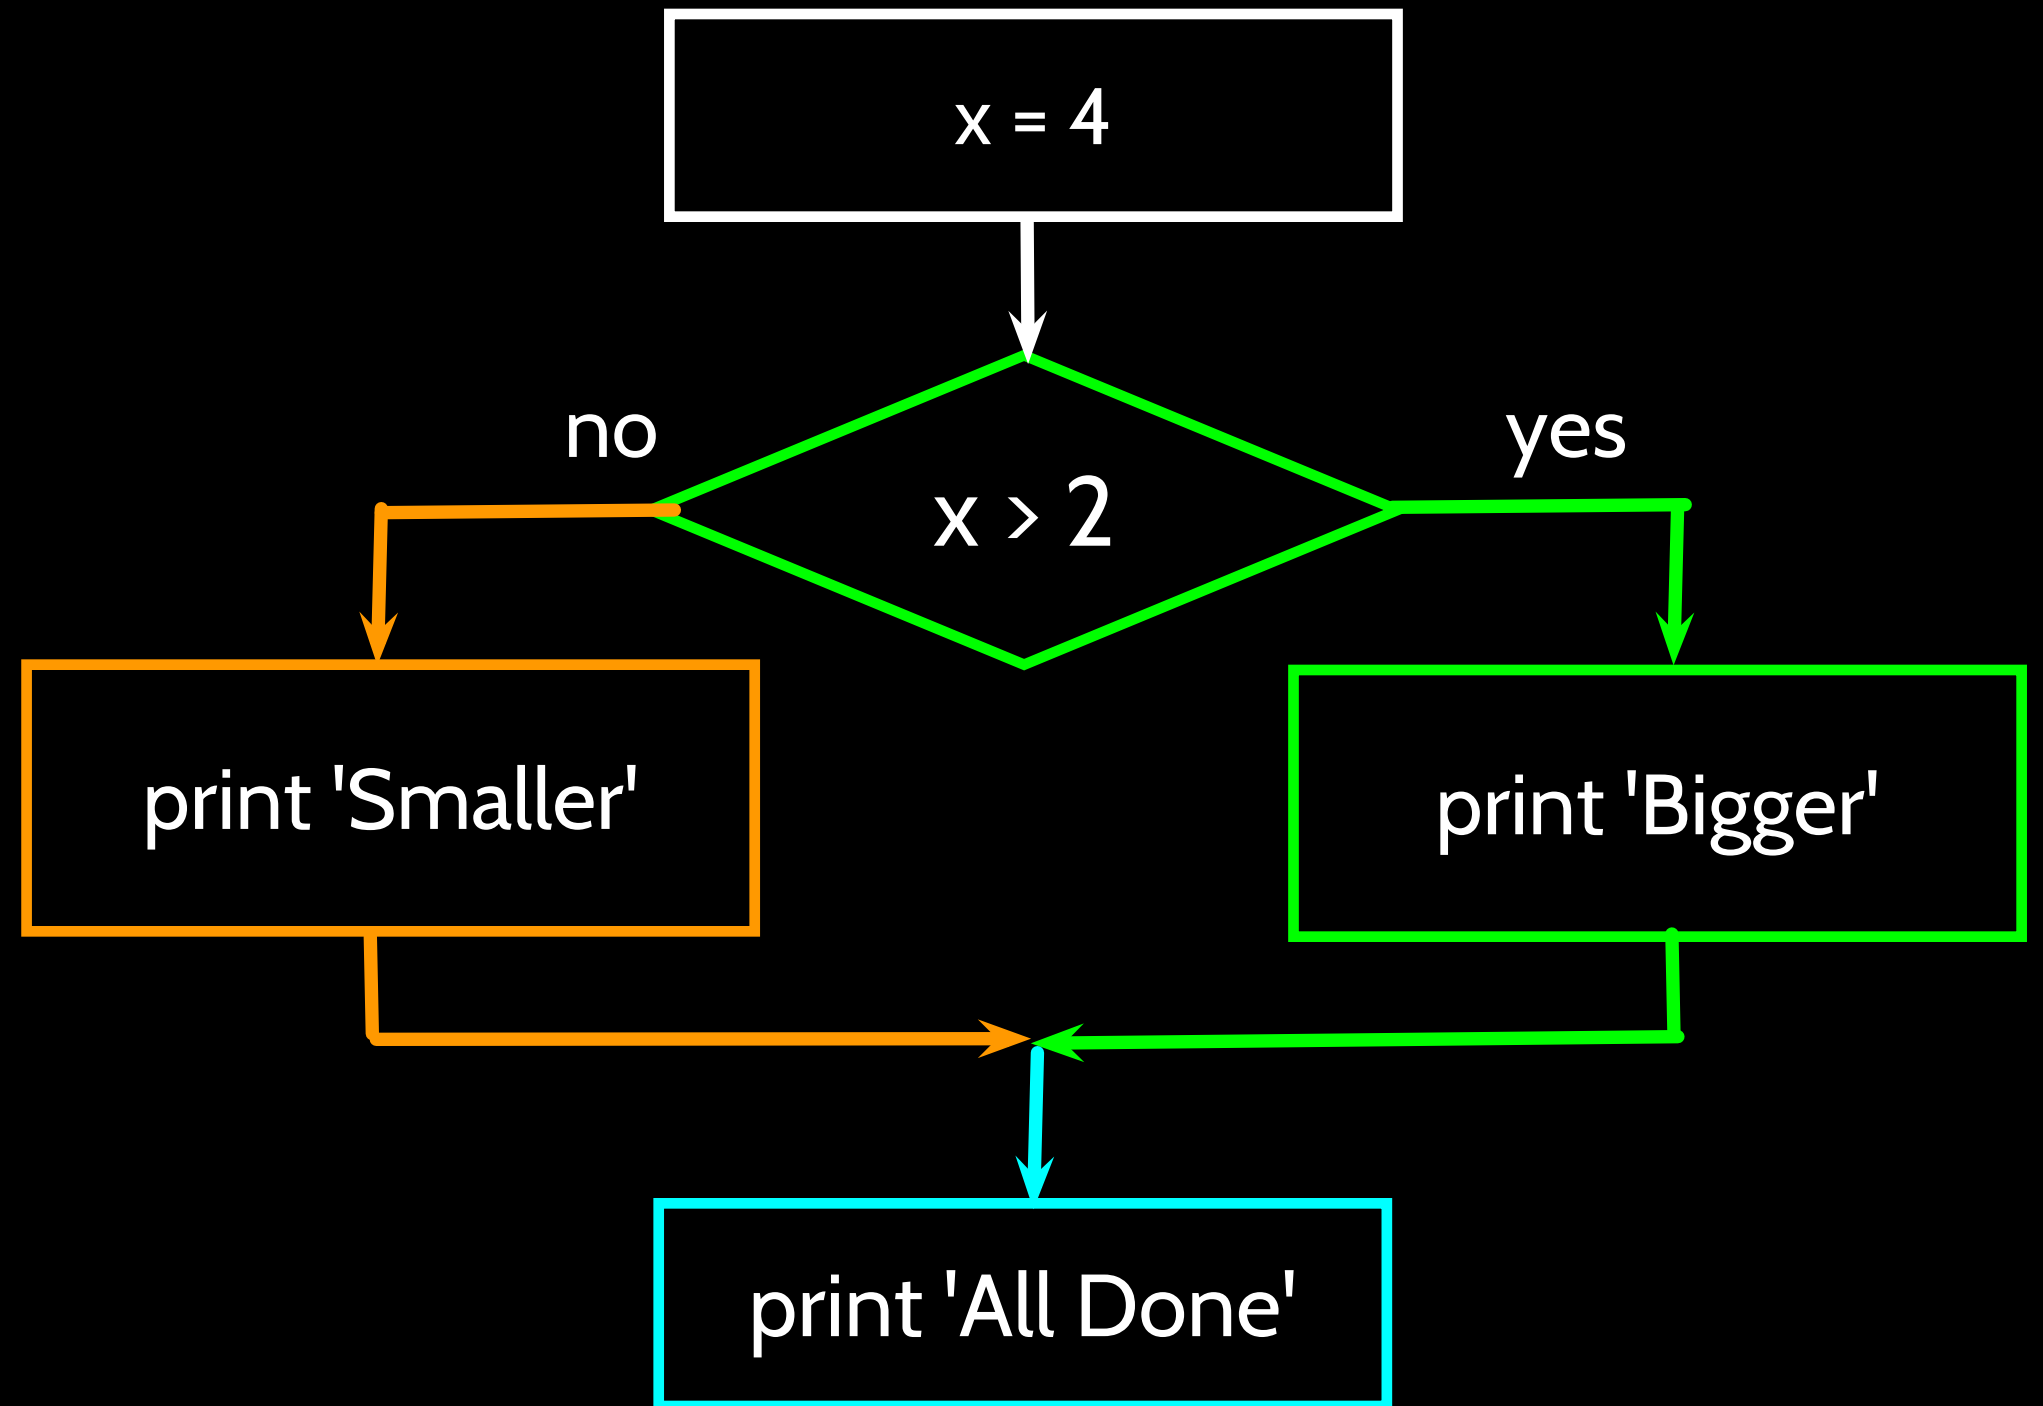 x = 4
no
yes
x > 2
print 'Smaller'
print 'Bigger'
print 'All Done'